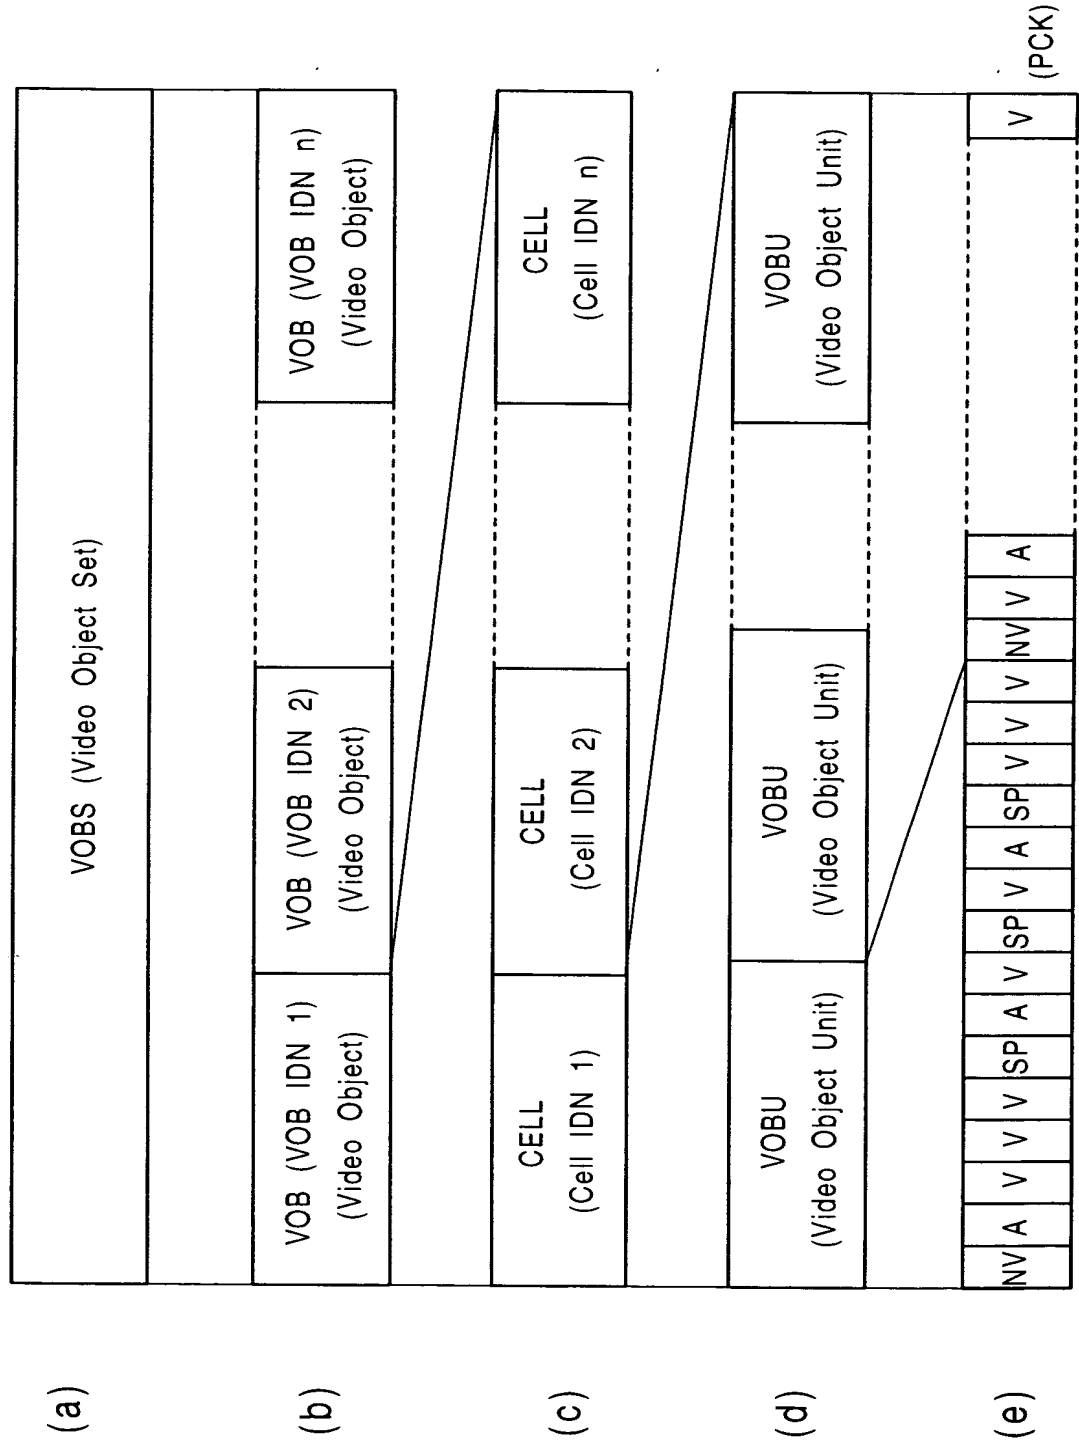 (a)
VOBS (Video Object Set)
(b)
VOB (VOB IDN 1)
(Video Object)
VOB (VOB IDN 2)
(Video Object)
VOB (VOB IDN n)
(Video Object)
(c)
CELL
(Cell IDN 1)
CELL
(Cell IDN 2)
CELL
(Cell IDN n)
(d)
VOBU
(Video Object Unit)
VOBU
(Video Object Unit)
VOBU
(Video Object Unit)
(e)
NV A V V V SP A V SP V A SP V V V NV V A V
(PCK)